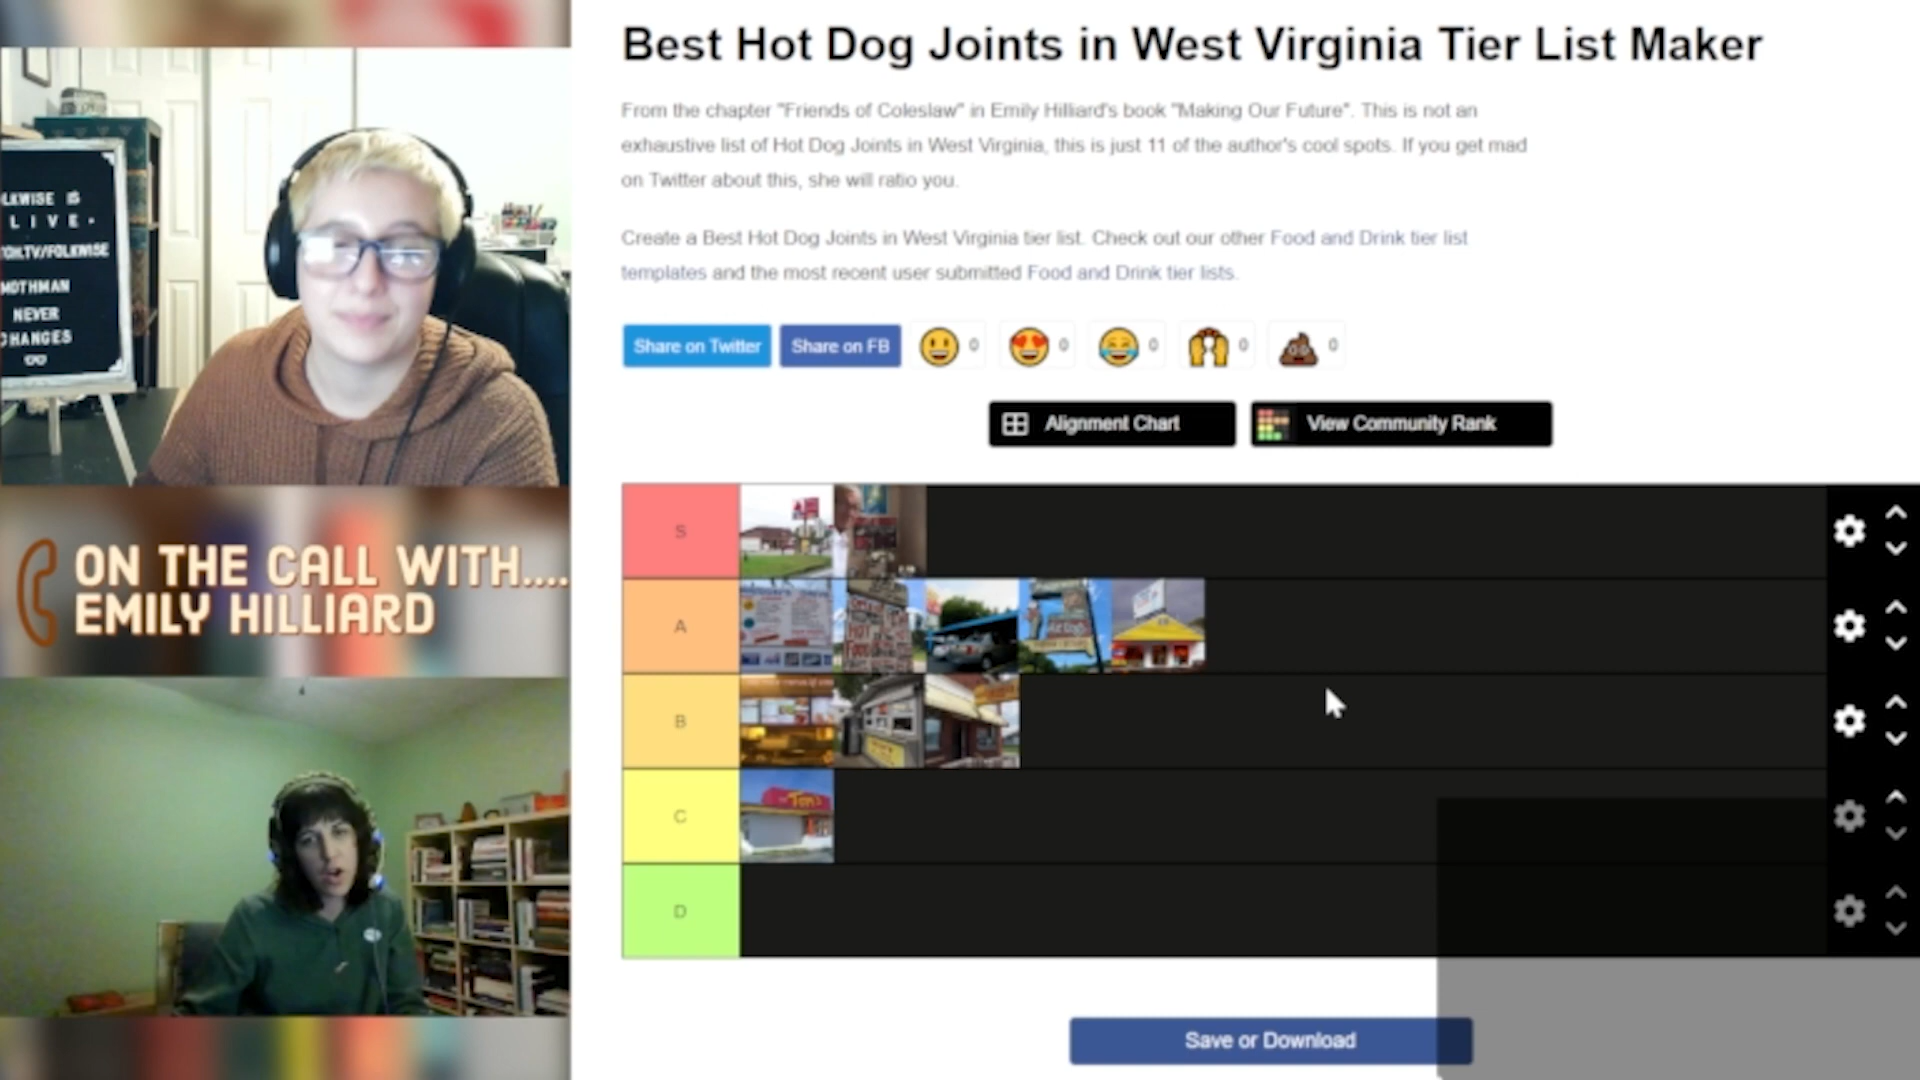 LKWISE IS
LIVE.
TCH.TV/FOLKWISE
MOTHMAN
NEVER
CHANGES
ON THE CALL WITH....
EMILY HILLIARD
Best Hot Dog Joints in West Virginia Tier List Maker
From the chapter "Friends of Coleslaw" in Emily Hilliard's book "Making Our Future". This is not an
exhaustive list of Hot Dog Joints in West Virginia, this is just 11 of the author's cool spots. If you get mad
on Twitter about this, she will ratio you.
Create a Best Hot Dog Joints in West Virginia tier list. Check out our other Food and Drink tier list
templates and the most recent user submitted Food and Drink tier lists.
Share on Twitter
Share on FB
0
0
0
0
0
Alignment Chart
View Community Rank
S
A
B
C
Tom's
D
Save or Download